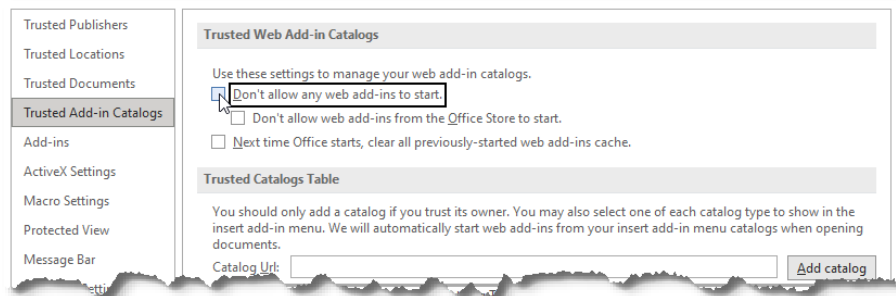 Trusted Publishers
Trusted Locations
Trusted Documents
Trusted Add-in Catalogs
Add-ins
ActiveX Settings
Macro Settings
Protected View
Message Bar
Trusted Web Add-in Catalogs
Use these settings to manage your web add-in catalogs.
Don't allow any web add-ins to start.
Don't allow web add-ins from the Office Store to start.
Next time Office starts, clear all previously-started web add-ins cache.
Trusted Catalogs Table
You should only add a catalog if you trust its owner. You may also select one of each catalog type to show in the
insert add-in menu. We will automatically start web add-ins from your insert add-in menu catalogs when opening
documents.
Catalog Url:
Add catalog